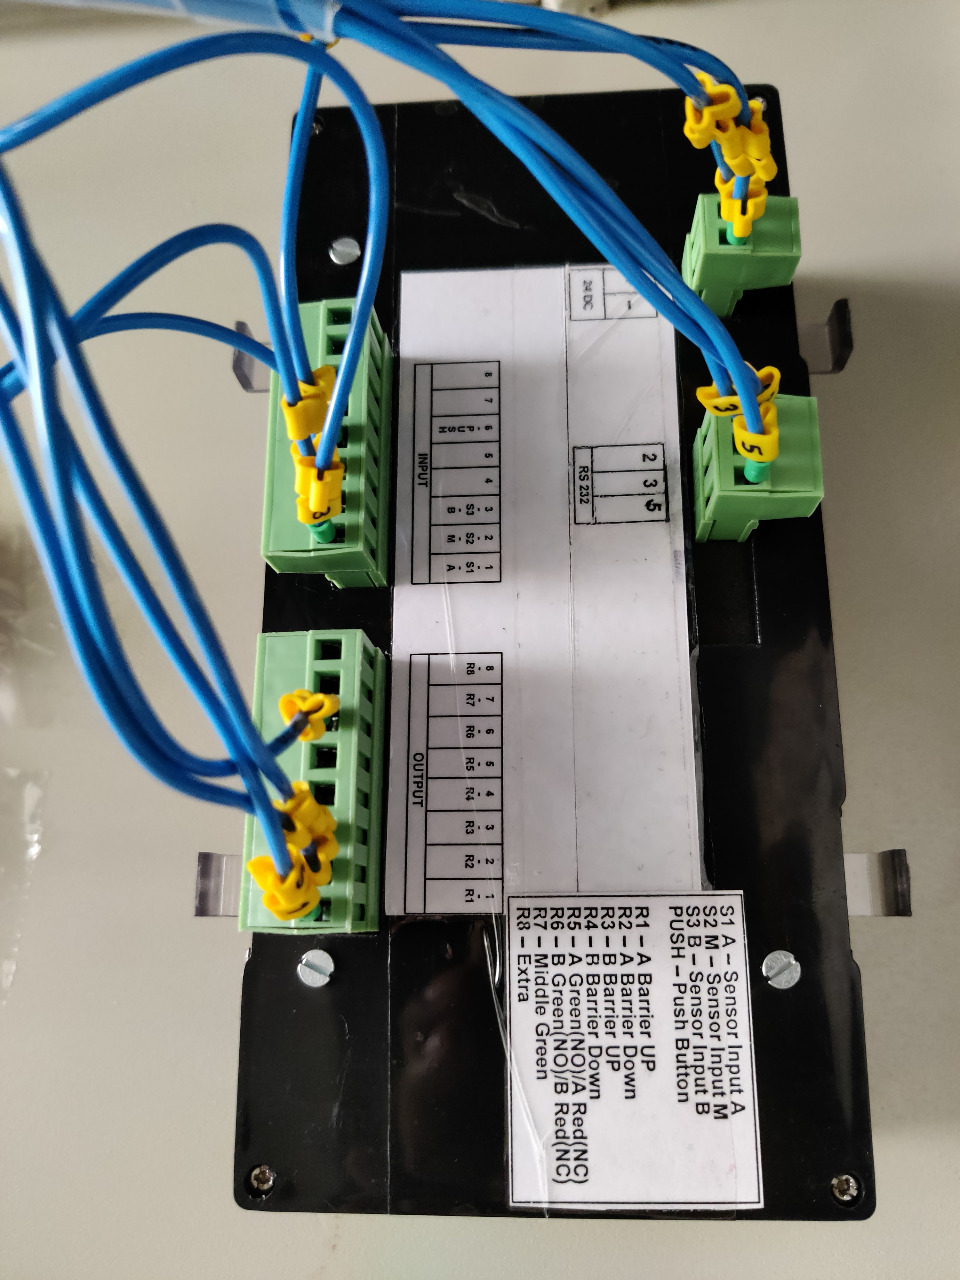 5
3
S1 A – Sensor Input A
S2 M – Sensor Input M
S3 B – Sensor Input B
PUSH – Push Button
R1 – A Barrier UP
R2 – A Barrier Down
R3 – B Barrier UP
R4 – B Barrier Down
R5 – A Green(NO)/A Red(NC)
R6 – B Green(NO)/B Red(NC)
R7 – Middle Green
R8 – Extra
-
24 DC
2 3 5
RS 232
8 7 6-PUSH 5 4 3-S3-B 2-S2-M 1-S1-A
INPUT
8-R8 7-R7 6-R6 5-R5 4-R4 3-R3 2-R2 1-R1
OUTPUT
3